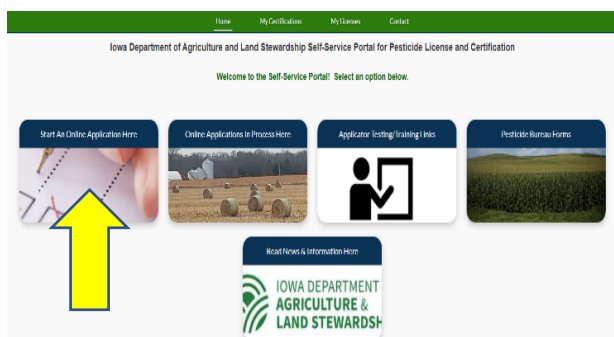 Home My Certifications My Licenses Contact
Iowa Department of Agriculture and Land Stewardship Self-Service Portal for Pesticide License and Certification
Welcome to the Self-Service Portal! Select an option below.
Start An Online Application Here Online Applications In Process Here Applicator Testing/Training Links Pesticide Bureau Forms
Read News & Information Here
IOWA DEPARTMENT
AGRICULTURE &
LAND STEWARDSH